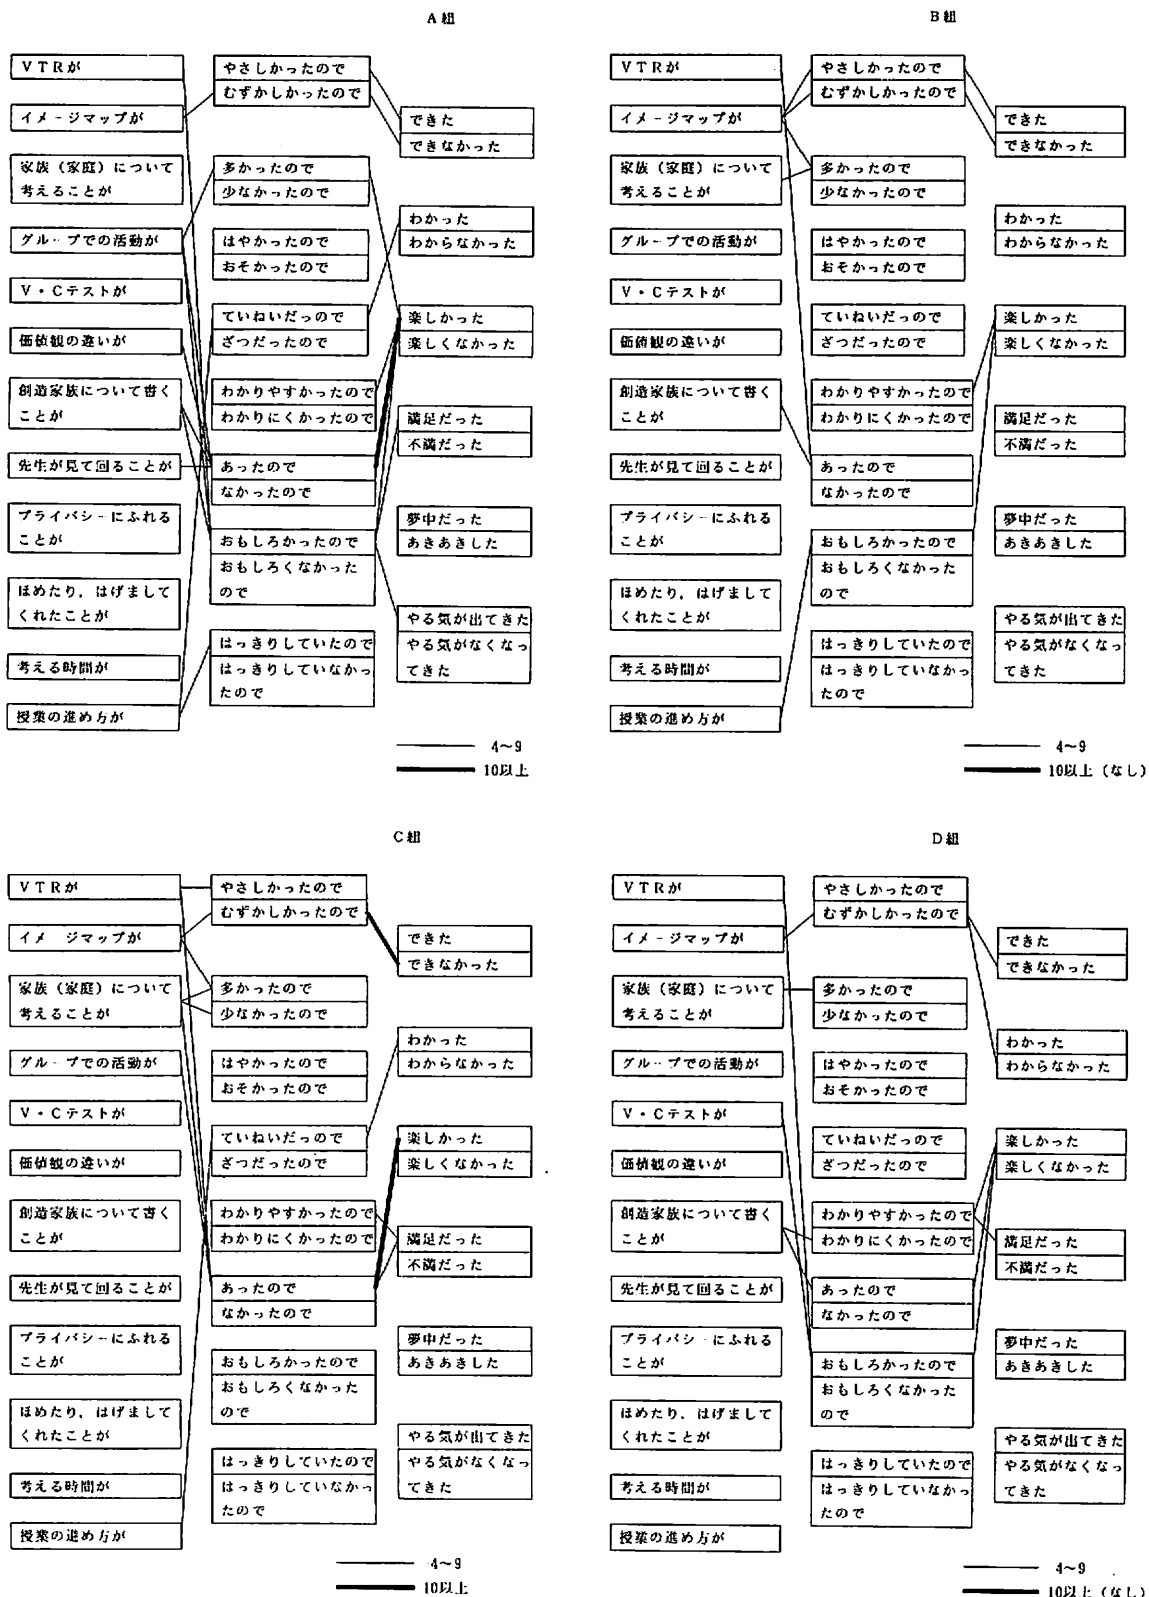 A組
VTRが
イメージマップが
家族（家庭）について
考えることが
グループでの活動が
V・Cテストが
価値観の違いが
創造家族について書く
ことが
先生が見て回ることが
プライバシーにふれる
ことが
ほめたり，はげまして
くれたことが
考える時間が
授業の進め方が
やさしかったので
むずかしかったので
多かったので
少なかったので
はやかったので
おそかったので
ていねいだっので
ざつだったので
わかりやすかったので
わかりにくかったので
あったので
なかったので
おもしろかったので
おもしろくなかった
ので
はっきりしていたので
はっきりしていなかっ
たので
できた
できなかった
わかった
わからなかった
楽しかった
楽しくなかった
満足だった
不満だった
夢中だった
あきあきした
やる気が出てきた
やる気がなくなっ
てきた
4～9
10以上
B組
VTRが
イメージマップが
家族（家庭）について
考えることが
グループでの活動が
V・Cテストが
価値観の違いが
創造家族について書く
ことが
先生が見て回ることが
プライバシーにふれる
ことが
ほめたり，はげまして
くれたことが
考える時間が
授業の進め方が
やさしかったので
むずかしかったので
多かったので
少なかったので
はやかったので
おそかったので
ていねいだっので
ざつだったので
わかりやすかったので
わかりにくかったので
あったので
なかったので
おもしろかったので
おもしろくなかった
ので
はっきりしていたので
はっきりしていなかっ
たので
できた
できなかった
わかった
わからなかった
楽しかった
楽しくなかった
満足だった
不満だった
夢中だった
あきあきした
やる気が出てきた
やる気がなくなっ
てきた
4～9
10以上（なし）
C組
VTRが
イメージマップが
家族（家庭）について
考えることが
グループでの活動が
V・Cテストが
価値観の違いが
創造家族について書く
ことが
先生が見て回ることが
プライバシーにふれる
ことが
ほめたり，はげまして
くれたことが
考える時間が
授業の進め方が
やさしかったので
むずかしかったので
多かったので
少なかったので
はやかったので
おそかったので
ていねいだっので
ざつだったので
わかりやすかったので
わかりにくかったので
あったので
なかったので
おもしろかったので
おもしろくなかった
ので
はっきりしていたので
はっきりしていなかっ
たので
できた
できなかった
わかった
わからなかった
楽しかった
楽しくなかった
満足だった
不満だった
夢中だった
あきあきした
やる気が出てきた
やる気がなくなっ
てきた
4～9
10以上
D組
VTRが
イメージマップが
家族（家庭）について
考えることが
グループでの活動が
V・Cテストが
価値観の違いが
創造家族について書く
ことが
先生が見て回ることが
プライバシーにふれる
ことが
ほめたり，はげまして
くれたことが
考える時間が
授業の進め方が
やさしかったので
むずかしかったので
多かったので
少なかったので
はやかったので
おそかったので
ていねいだっので
ざつだったので
わかりやすかったので
わかりにくかったので
あったので
なかったので
おもしろかったので
おもしろくなかった
ので
はっきりしていたので
はっきりしていなかっ
たので
できた
できなかった
わかった
わからなかった
楽しかった
楽しくなかった
満足だった
不満だった
夢中だった
あきあきした
やる気が出てきた
やる気がなくなっ
てきた
4～9
10以上（なし）